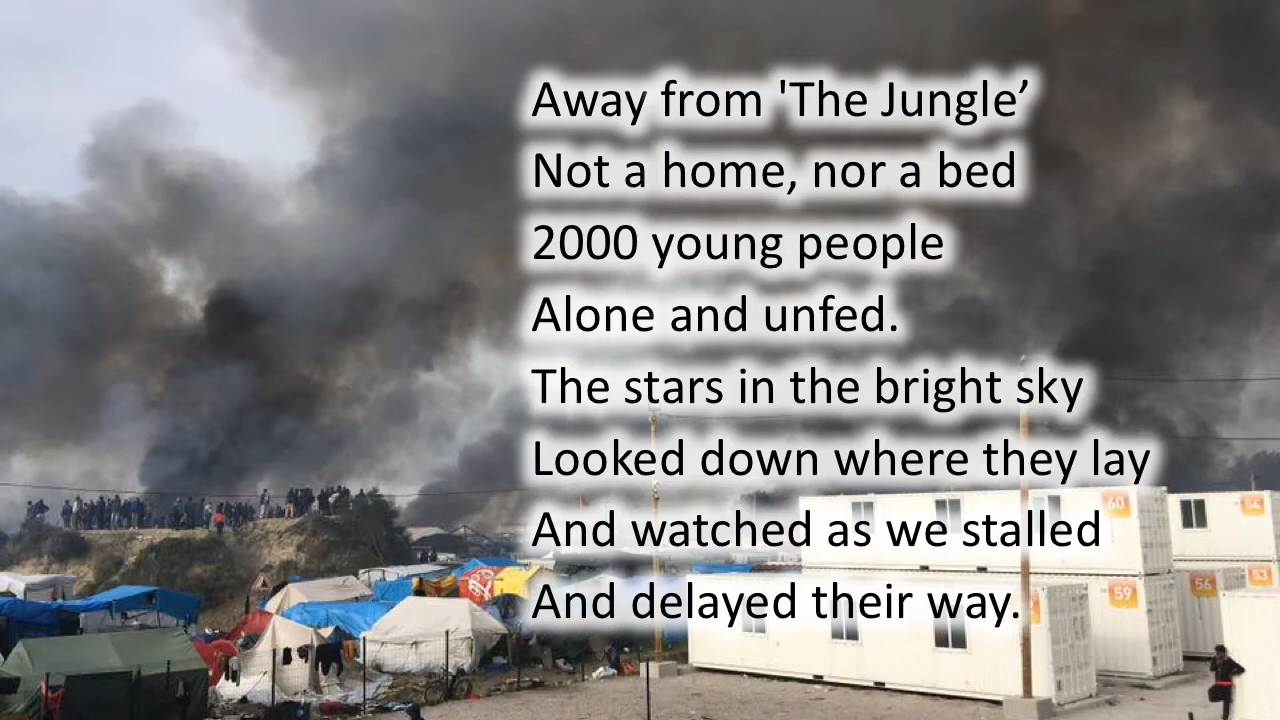 Away from 'The Jungle’
Not a home, nor a bed
2000 young people
Alone and unfed.
The stars in the bright sky
Looked down where they lay
And watched as we stalled
And delayed their way.
60
54
59
56
53